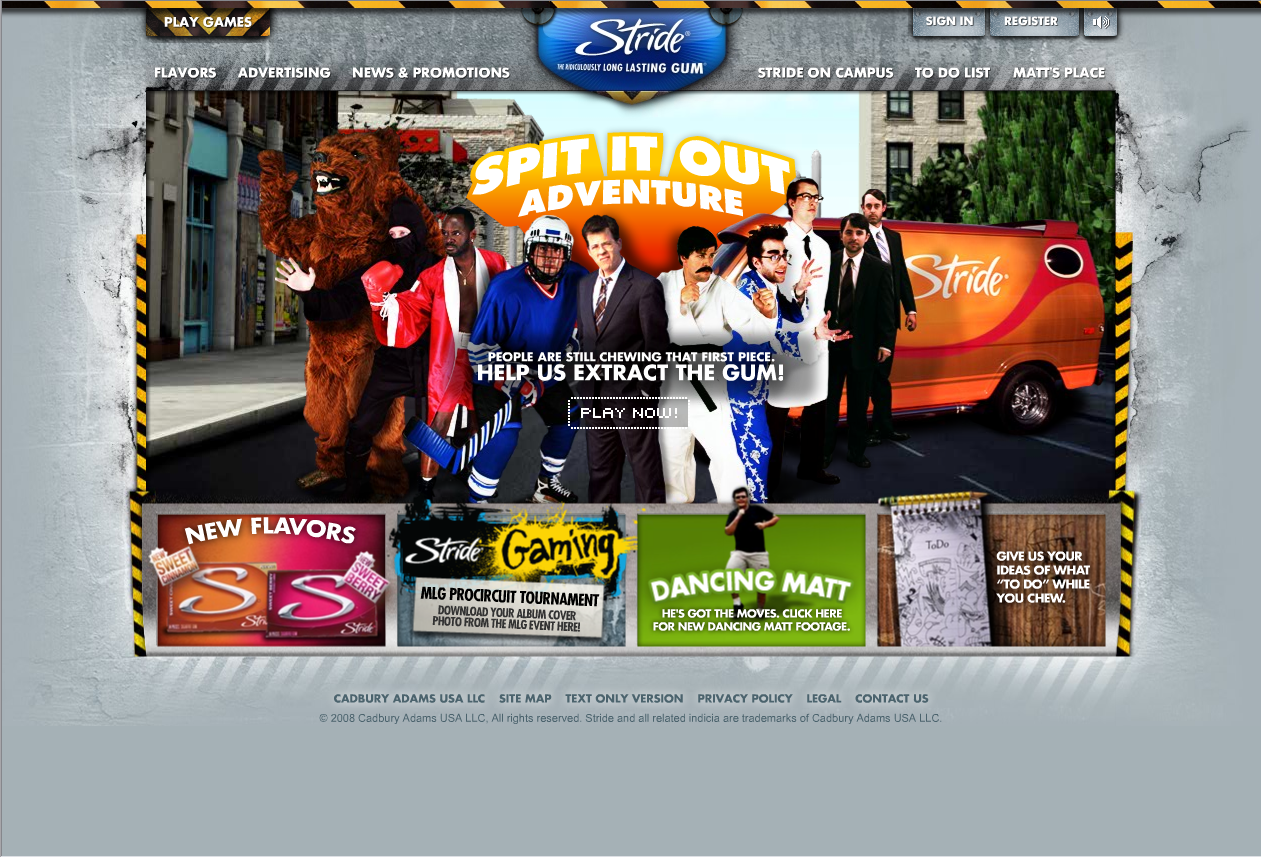 PLAY GAMES
Stride®
THE RIDICULOUSLY LONG LASTING GUM®
SIGN IN
REGISTER
FLAVORS
ADVERTISING
NEWS & PROMOTIONS
STRIDE ON CAMPUS
TO DO LIST
MATT'S PLACE
SPIT IT OUT
ADVENTURE
Stride
PEOPLE ARE STILL CHEWING THAT FIRST PIECE.
HELP US EXTRACT THE GUM!
PLAY NOW!
NEW FLAVORS
SWEET
CINNAMON
SWEET
BERRY
S
S
Stride
Stride Gaming
MLG PROCIRCUIT TOURNAMENT
DOWNLOAD YOUR ALBUM COVER
PHOTO FROM THE MLG EVENT HERE!
DANCING MATT
HE'S GOT THE MOVES. CLICK HERE
FOR NEW DANCING MATT FOOTAGE.
ToDo
GIVE US YOUR
IDEAS OF WHAT
"TO DO" WHILE
YOU CHEW.
CADBURY ADAMS USA LLC
SITE MAP
TEXT ONLY VERSION
PRIVACY POLICY
LEGAL
CONTACT US
© 2008 Cadbury Adams USA LLC, All rights reserved. Stride and all related indicia are trademarks of Cadbury Adams USA LLC.